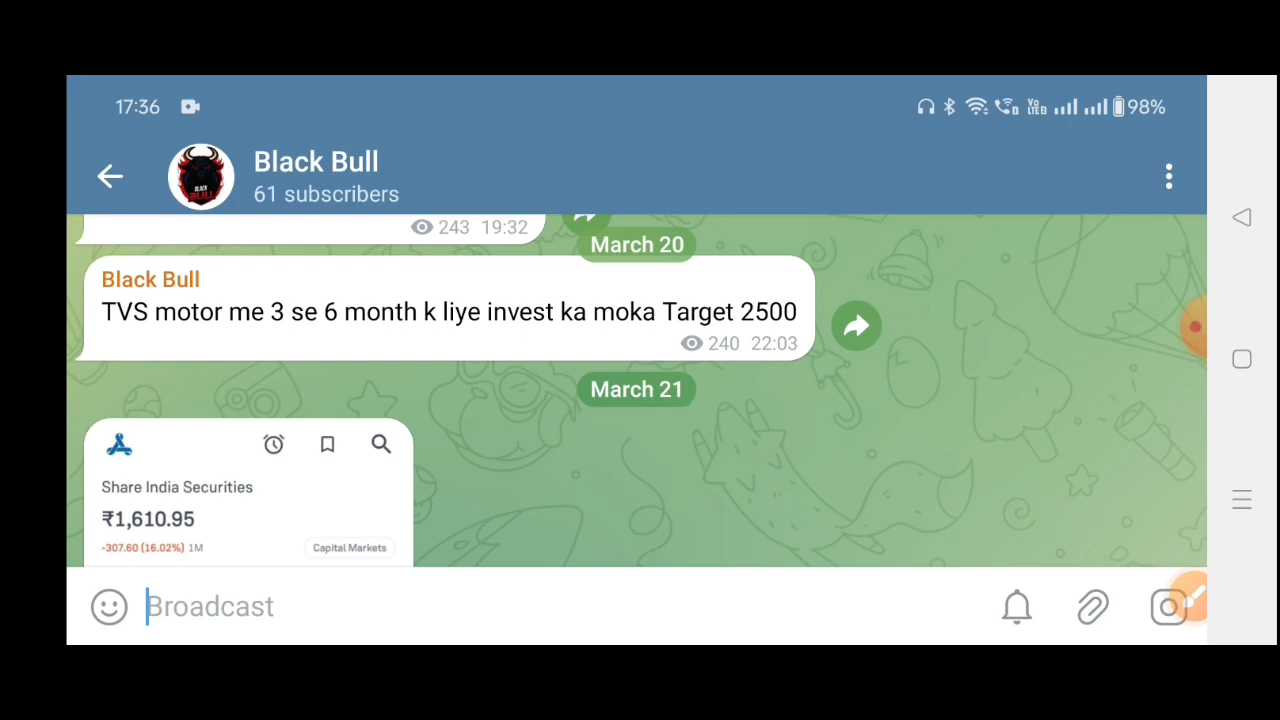 17:36
Vo LTE2 98%
Black Bull
61 subscribers
243 19:32
March 20
Black Bull
TVS motor me 3 se 6 month k liye invest ka moka Target 2500
240 22:03
March 21
Share India Securities
₹1,610.95
-307.60 (16.02%) 1M
Capital Markets
Broadcast